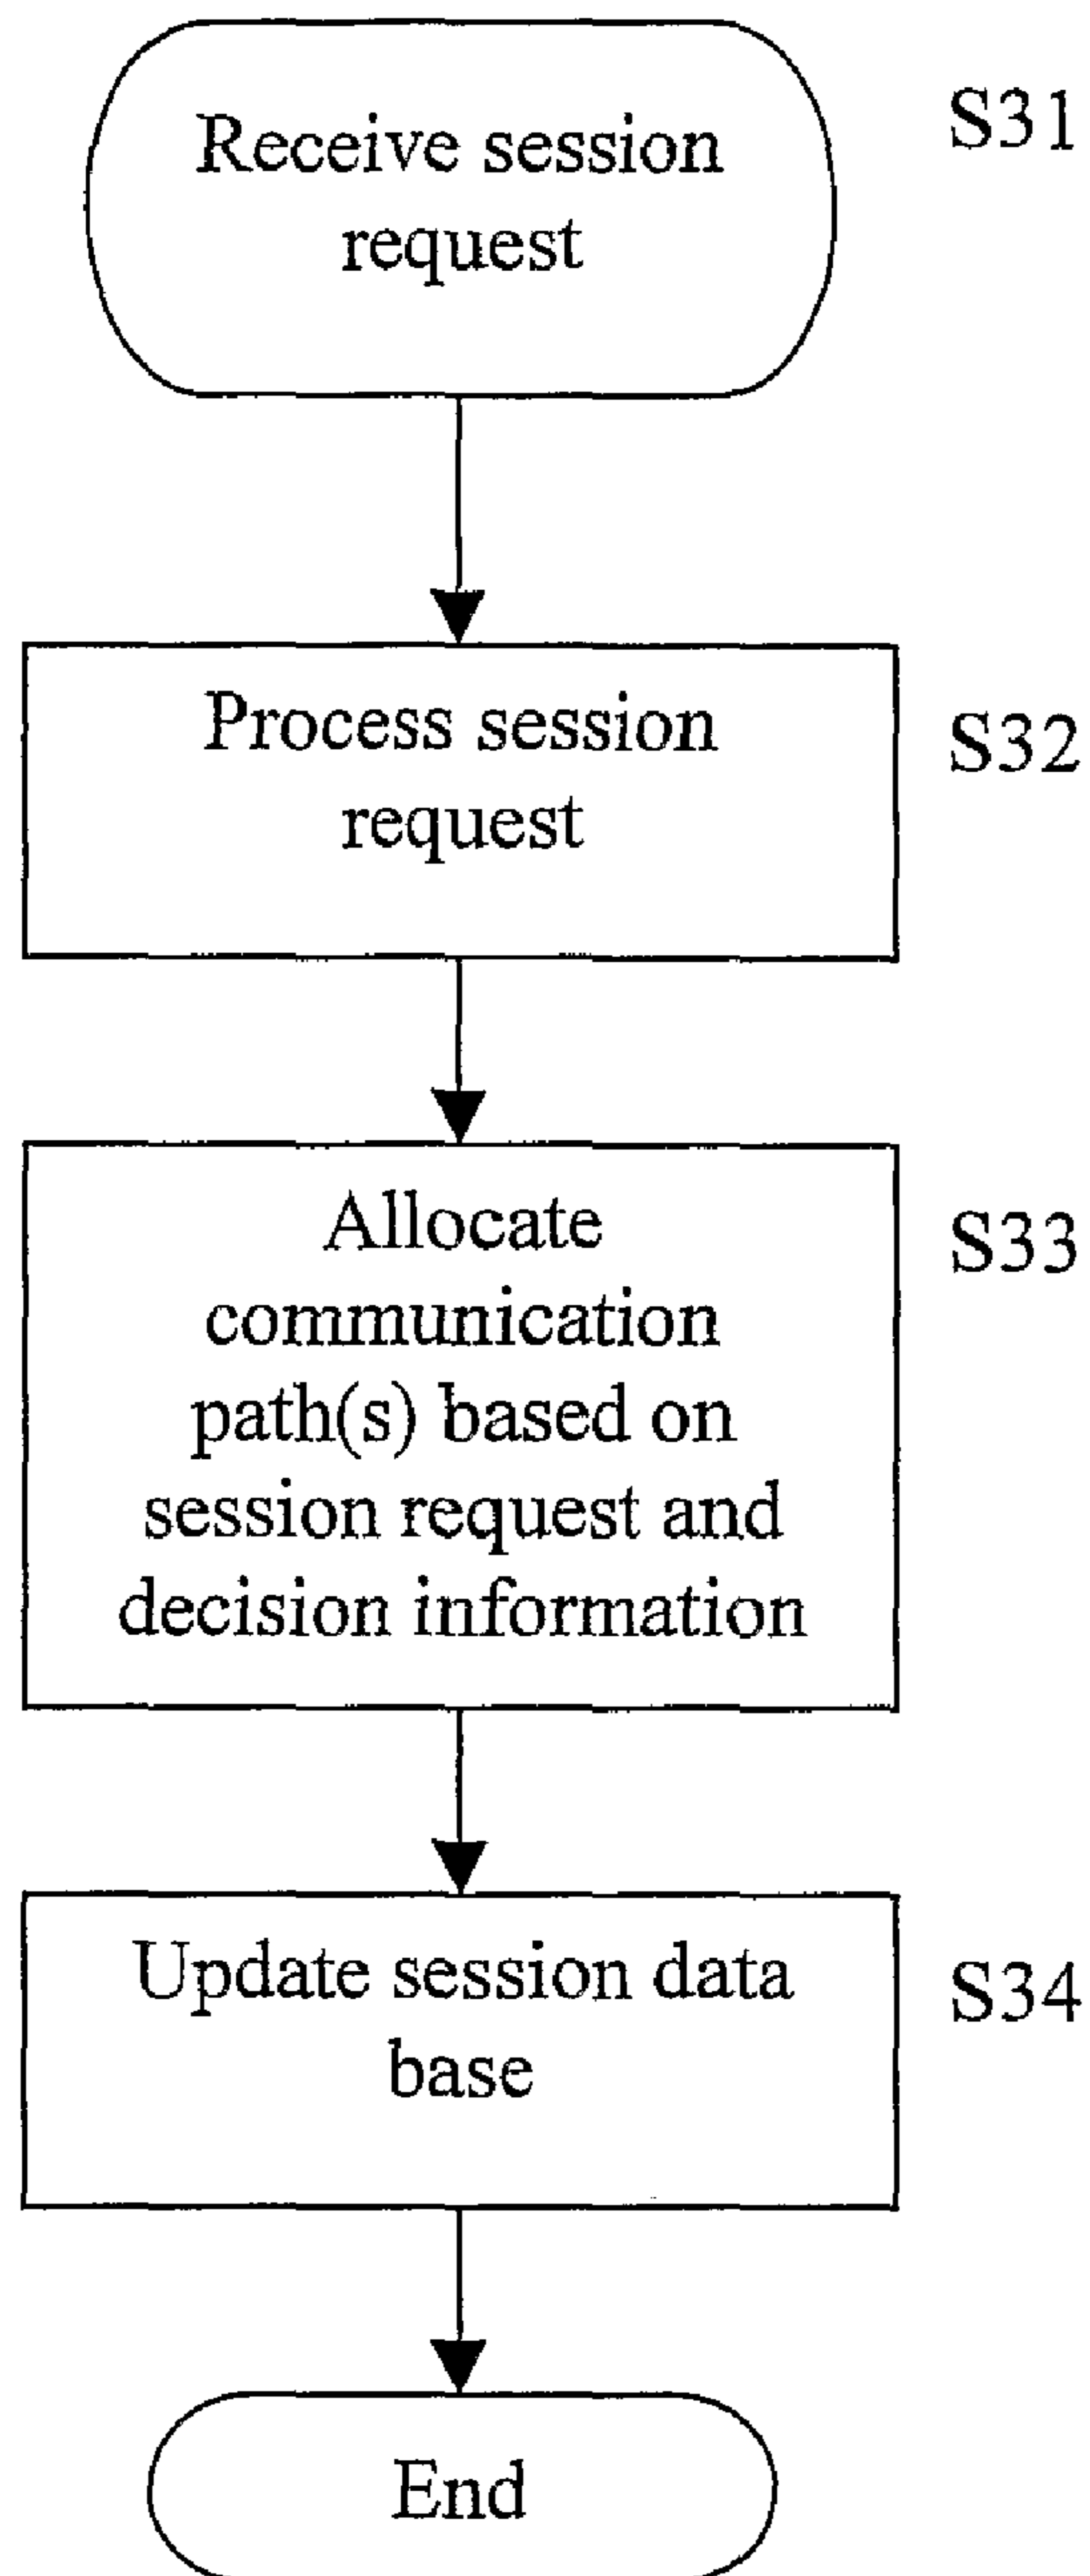 Receive session
request
S31
Process session
request
S32
Allocate
communication
path(s) based on
session request and
decision information
S33
Update session data
base
S34
End